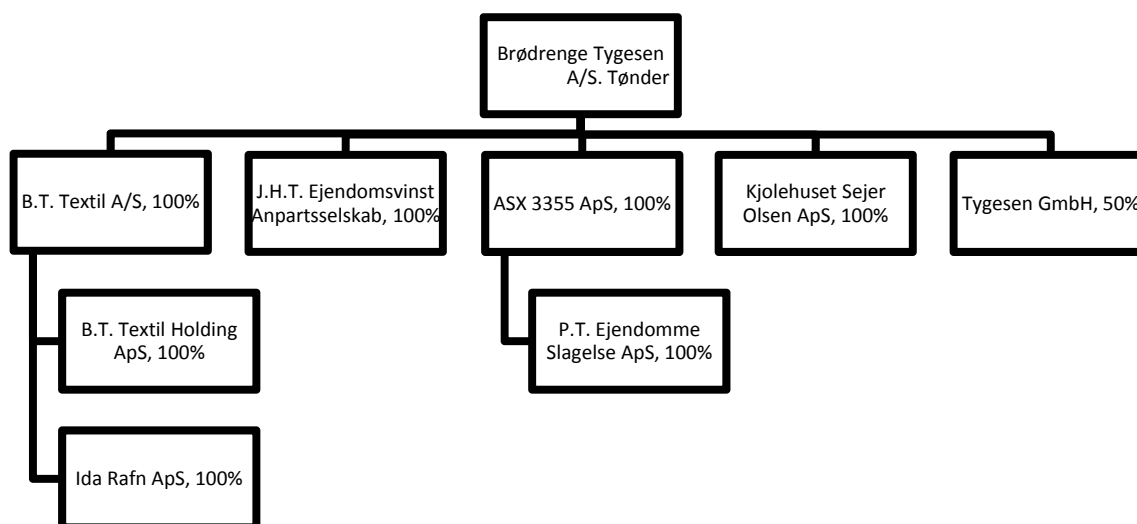 Brødrenge Tygesen
A/S. Tønder
B.T. Textil A/S, 100%
J.H.T. Ejendomsvinst
Anpartsselskab, 100%
ASX 3355 ApS, 100%
Kjolehuset Sejer
Olsen ApS, 100%
Tygesen GmbH, 50%
B.T. Textil Holding
ApS, 100%
P.T. Ejendomme
Slagelse ApS, 100%
Ida Rafn ApS, 100%